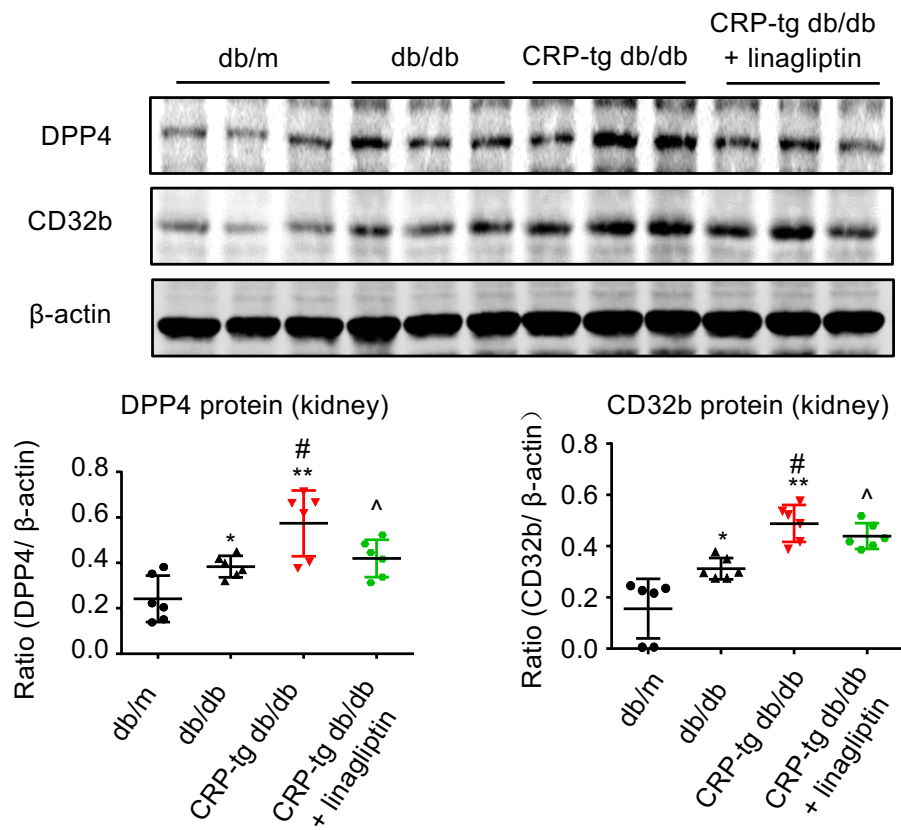 db/m
db/db
CRP-tg db/db
CRP-tg db/db
+ linagliptin
DPP4
CD32b
β-actin
DPP4 protein (kidney)
Ratio (DPP4/ β-actin)
0.8
0.6
0.4
0.2
0.0
*
#
**
^
db/m
db/db
CRP-tg db/db
CRP-tg db/db
+ linagliptin
CD32b protein (kidney)
Ratio (CD32b/ β-actin)
0.8
0.6
0.4
0.2
0.0
*
#
**
^
db/m
db/db
CRP-tg db/db
CRP-tg db/db
+ linagliptin